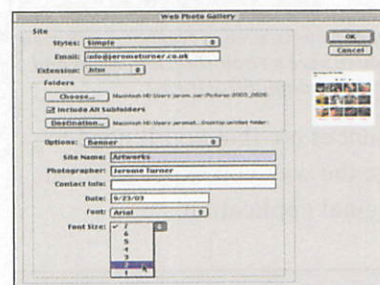 Web Photo Gallery
Site
Styles: Simple
Email: info@jerometurner.co.uk
Extension: .htm
Folders
Choose...
Include All Subfolders
Destination...
Options: Banner
Site Name: Artworks
Photographer: Jerome Turner
Contact Info:
Date: 9/23/03
Font: Arial
Font Size:
7
6
5
4
3
2
1
OK
Cancel